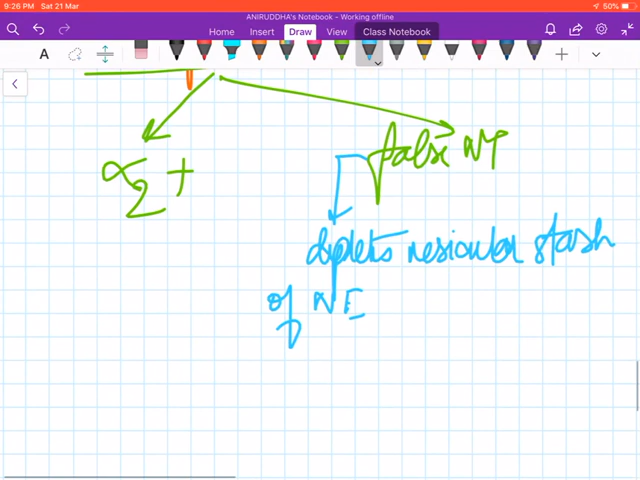 9:26 PM Sat 21 Mar
50%
ANIRUDDHA's Notebook - Working offline
Home Insert Draw View Class Notebook
A
α2 +
false NT
depletes vesicular stash
of NE